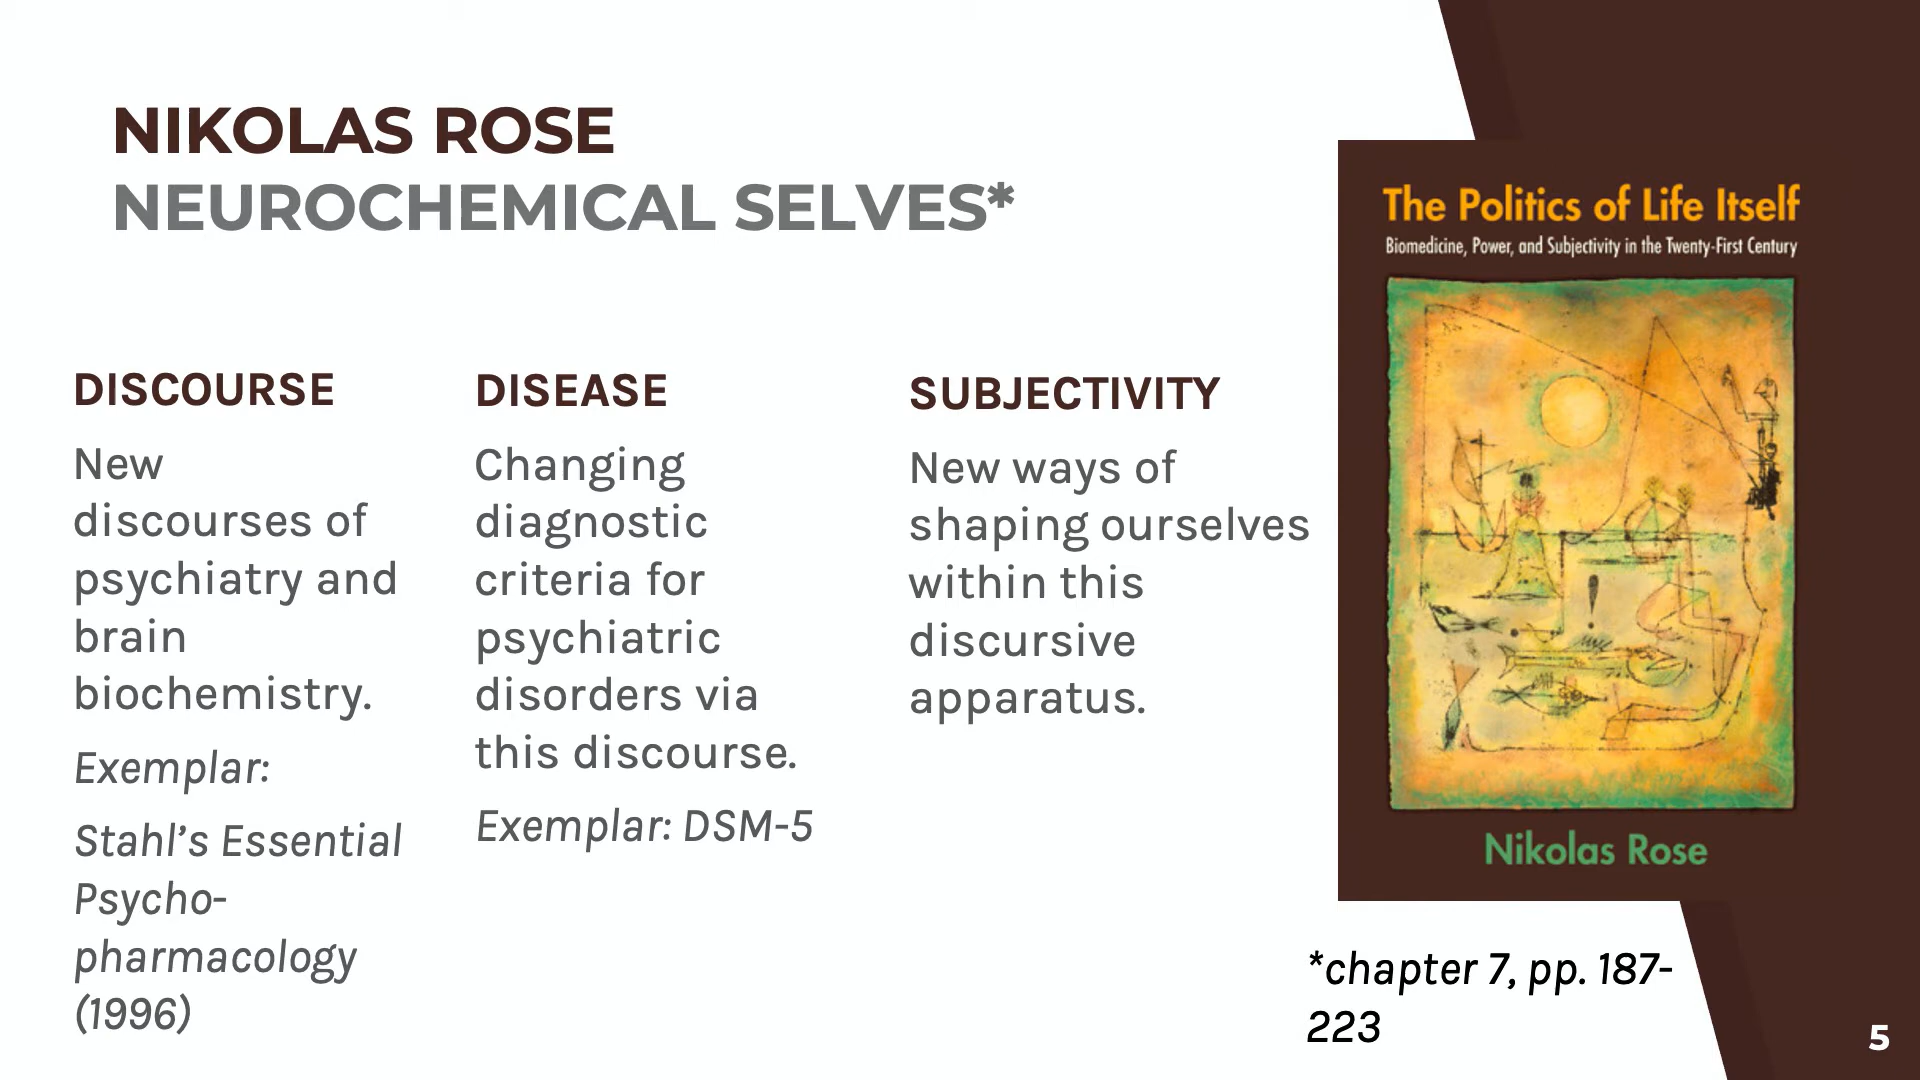 NIKOLAS ROSE
NEUROCHEMICAL SELVES*
DISCOURSE
New
discourses of
psychiatry and
brain
biochemistry.
Exemplar:
Stahl’s Essential
Psycho-
pharmacology
(1996)
DISEASE
Changing
diagnostic
criteria for
psychiatric
disorders via
this discourse.
Exemplar: DSM-5
SUBJECTIVITY
New ways of
shaping ourselves
within this
discursive
apparatus.
The Politics of Life Itself
Biomedicine, Power, and Subjectivity in the Twenty-First Century
Nikolas Rose
*chapter 7, pp. 187-
223
5